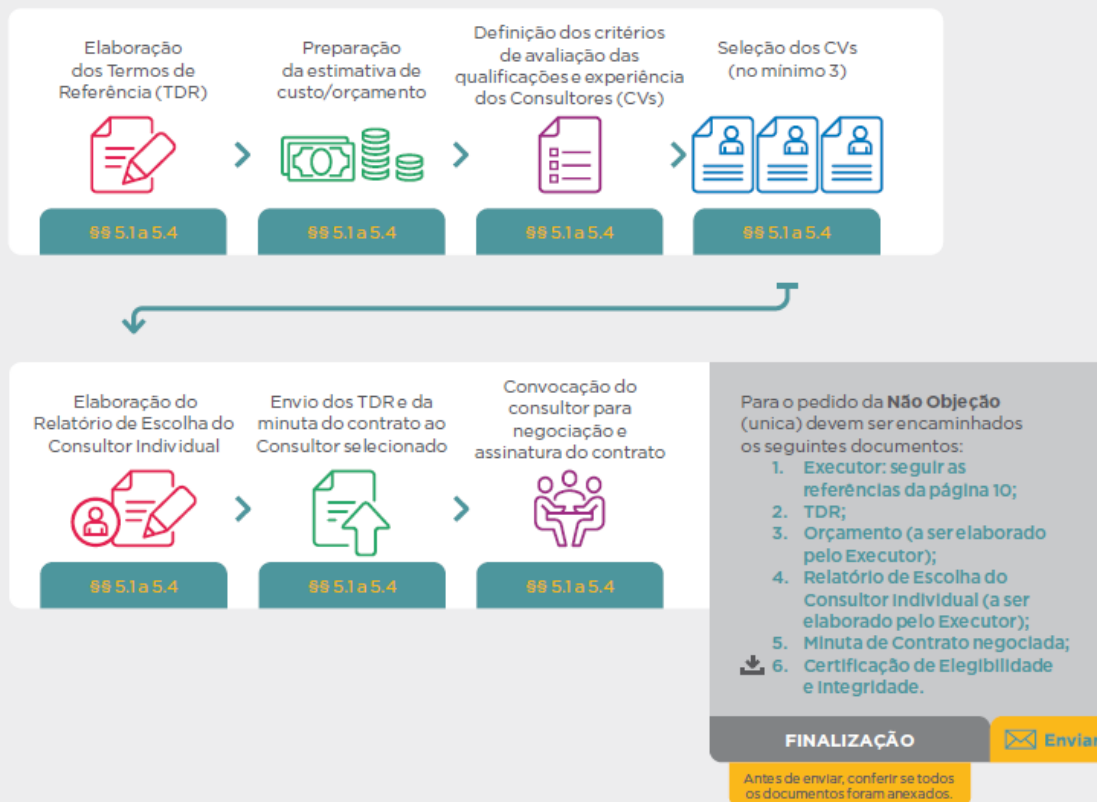 Elaboração
dos Termos de
Referência (TDR)
§§ 5.1 a 5.4
Preparação
da estimativa de
custo/orçamento
§§ 5.1 a 5.4
Definição dos critérios
de avaliação das
qualificações e experiência
dos Consultores (CVs)
§§ 5.1 a 5.4
Seleção dos CVs
(no mínimo 3)
§§ 5.1 a 5.4
Elaboração do
Relatório de Escolha do
Consultor Individual
§§ 5.1 a 5.4
Envio dos TDR e da
minuta do contrato ao
Consultor selecionado
§§ 5.1 a 5.4
Convocação do
consultor para
negociação e
assinatura do contrato
§§ 5.1 a 5.4
Para o pedido da Não Objeção
(unica) devem ser encaminhados
os seguintes documentos:
1. Executor: seguir as
referências da página 10;
2. TDR;
3. Orçamento (a ser elaborado
pelo Executor);
4. Relatório de Escolha do
Consultor Individual (a ser
elaborado pelo Executor);
5. Minuta de Contrato negociada;
6. Certificação de Elegibilidade
e Integridade.
FINALIZAÇÃO
Enviar
Antes de enviar, conferir se todos
os documentos foram anexados.